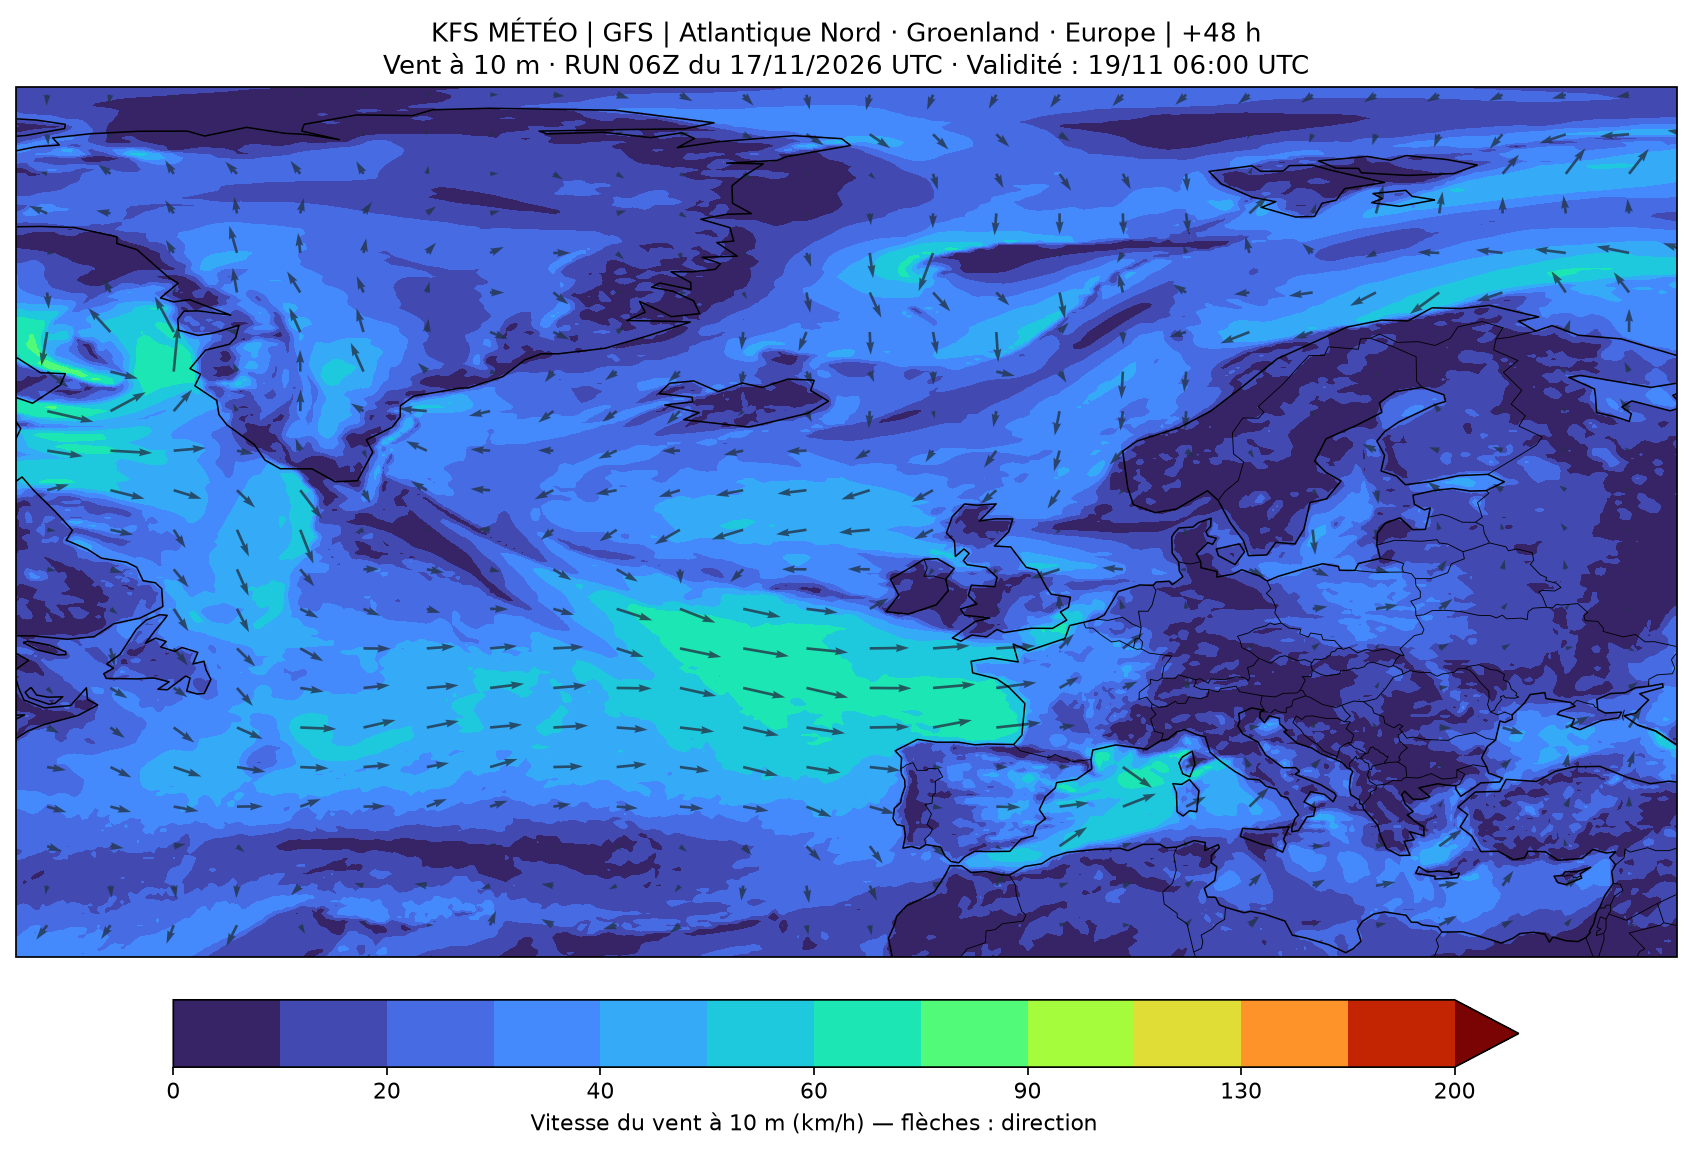 KFS MÉTÉO | GFS | Atlantique Nord · Groenland · Europe | +48 h
Vent à 10 m · RUN 06Z du 17/11/2026 UTC · Validité : 19/11 06:00 UTC
0 20 40 60 90 130 200
Vitesse du vent à 10 m (km/h) — flèches : direction